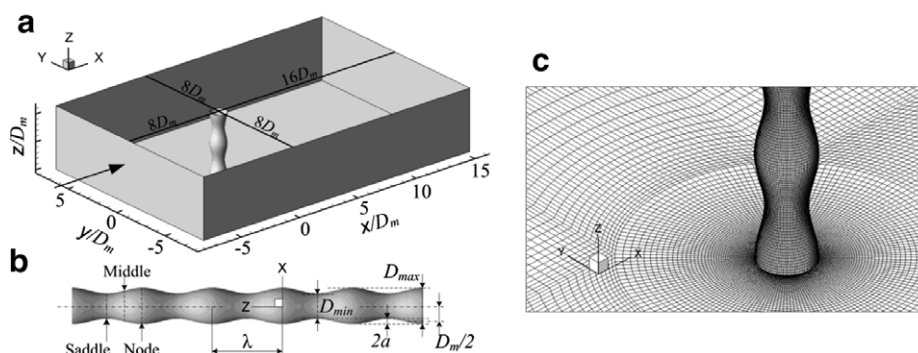 a
Z
Y X
8Dm 16Dm
8Dm 8Dm
z/Dm
5 0 -5
y/Dm
-5 0 5 10 15
x/Dm
b
Middle
X
Z
Dmax
Dmin
Saddle Node
λ
2a
Dm/2
c
Z
Y X